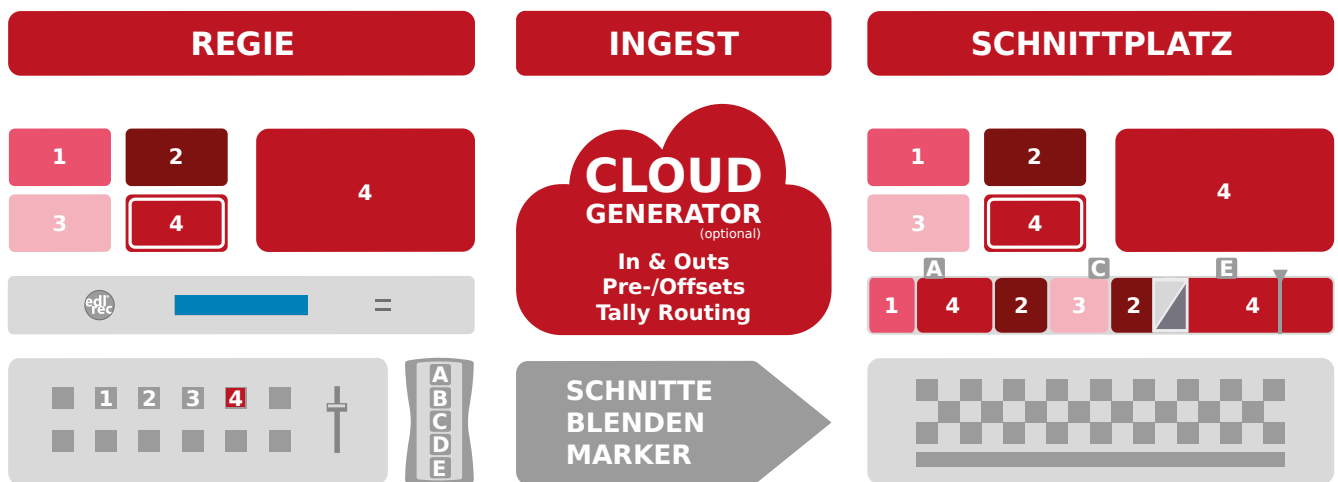 REGIE
1
2
3
4
4
edl
rec
1 2 3 4
A
B
C
D
E
INGEST
CLOUD
GENERATOR
(optional)
In & Outs
Pre-/Offsets
Tally Routing
SCHNITTE
BLENDEN
MARKER
SCHNITTPLATZ
1
2
3
4
4
A C E
1 4 2 3 2 4